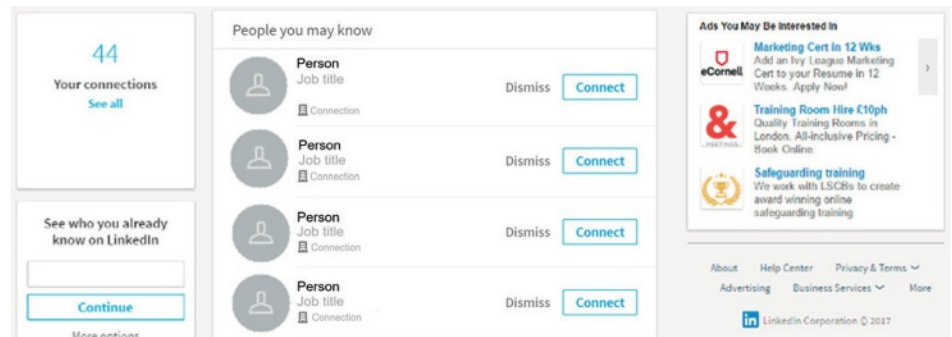 44
Your connections
See all
See who you already
know on LinkedIn
Continue
More options
People you may know
Person
Job title
Connection
Dismiss
Connect
Person
Job title
Connection
Dismiss
Connect
Person
Job title
Connection
Dismiss
Connect
Person
Job title
Connection
Dismiss
Connect
Ads You May Be Interested In
eCornell
Marketing Cert in 12 Wks
Add an Ivy League Marketing
Cert to your Resume in 12
Weeks. Apply Now!
&
MEETINGS
Training Room Hire £10ph
Quality Training Rooms in
London. All-inclusive Pricing -
Book Online.
Safeguarding training
We work with LSCBs to create
award winning online
safeguarding training
About Help Center Privacy & Terms
Advertising Business Services More
in LinkedIn Corporation © 2017